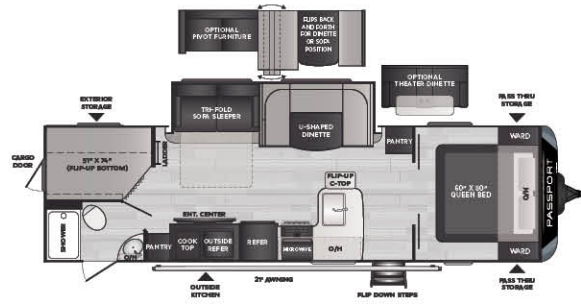 OPTIONAL
PIVOT FURNITURE
FLIPS BACK
AND FORTH
FOR DINETTE
OR SOFA
POSITION
OPTIONAL
THEATER DINETTE
EXTERIOR
STORAGE
PASS THRU
STORAGE
TRI-FOLD
SOFA SLEEPER
U-SHAPED
DINETTE
PANTRY
WARD
CARGO
DOOR
51" X 74"
(FLIP-UP BOTTOM)
LADDER
FLIP-UP
C-TOP
60" X 80"
QUEEN BED
O/H
PASSPORT
SHOWER
ENT. CENTER
O/H
PANTRY
COOK
TOP
OUTSIDE
REFER
REFER
MICROWAVE
O/H
WARD
21' AWNING
OUTSIDE
KITCHEN
FLIP DOWN STEPS
PASS THRU
STORAGE